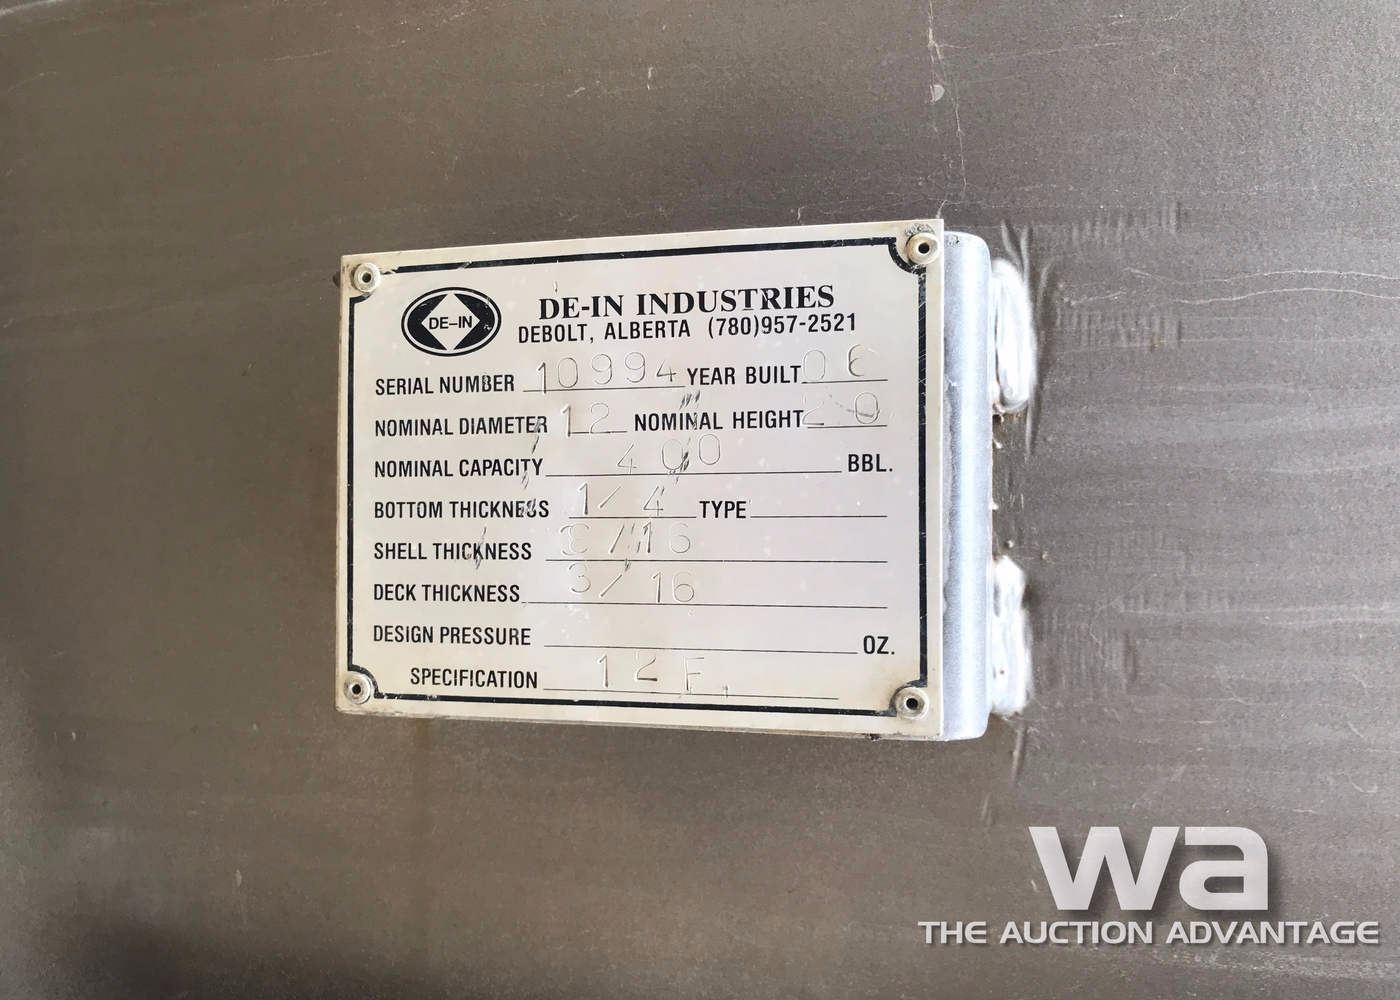 DE-IN
DE-IN INDUSTRIES
DEBOLT, ALBERTA (780)957-2521
SERIAL NUMBER 10994 YEAR BUILT 06
NOMINAL DIAMETER 12 NOMINAL HEIGHT 20
NOMINAL CAPACITY 400 BBL.
BOTTOM THICKNESS 1/4 TYPE
SHELL THICKNESS 3/16
DECK THICKNESS 3/16
DESIGN PRESSURE OZ.
SPECIFICATION 12F
wa
THE AUCTION ADVANTAGE